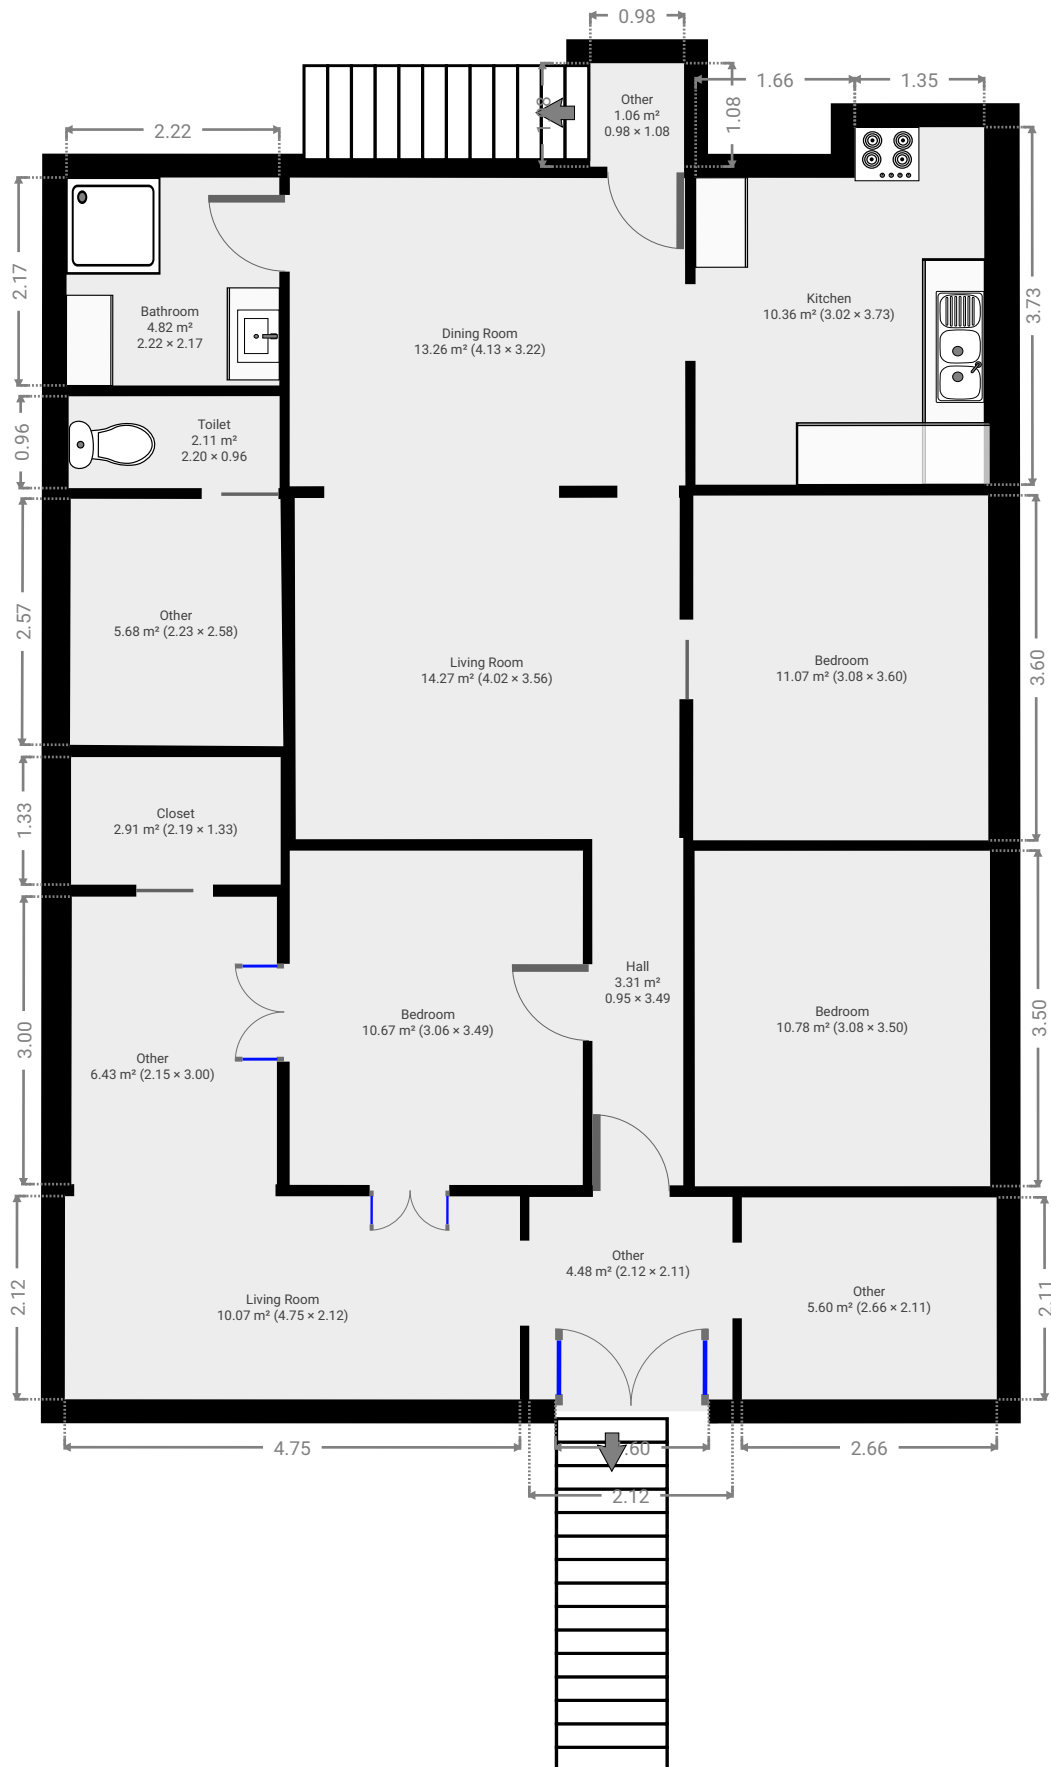 0.98
1.66
1.35
Other
1.06 m²
0.98 × 1.08
1.08
2.22
2.17
Bathroom
4.82 m²
2.22 × 2.17
Dining Room
13.26 m² (4.13 × 3.22)
Kitchen
10.36 m² (3.02 × 3.73)
3.73
0.96
Toilet
2.11 m²
2.20 × 0.96
2.57
Other
5.68 m² (2.23 × 2.58)
Living Room
14.27 m² (4.02 × 3.56)
Bedroom
11.07 m² (3.08 × 3.60)
3.60
1.33
Closet
2.91 m² (2.19 × 1.33)
3.00
Other
6.43 m² (2.15 × 3.00)
Bedroom
10.67 m² (3.06 × 3.49)
Hall
3.31 m²
0.95 × 3.49
Bedroom
10.78 m² (3.08 × 3.50)
3.50
2.12
Living Room
10.07 m² (4.75 × 2.12)
Other
4.48 m² (2.12 × 2.11)
Other
5.60 m² (2.66 × 2.11)
2.11
4.75
.60
2.66
2.12